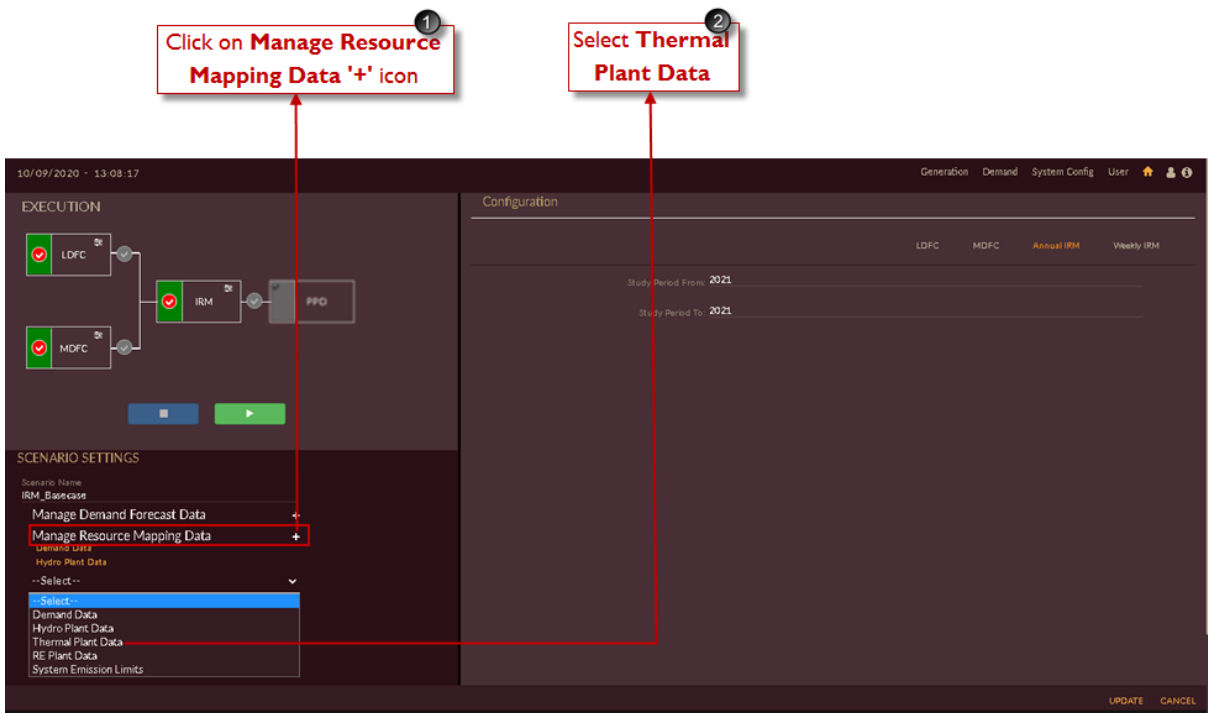 1
Click on Manage Resource
Mapping Data '+' icon
2
Select Thermal
Plant Data
10/09/2020 - 13:08:17
Generation Demand System Config User
EXECUTION
LDFC
IRM
PPD
MDFC
Configuration
LDFC MDFC Annual IRM Weekly IRM
Study Period From: 2021
Study Period To: 2021
SCENARIO SETTINGS
Scenario Name
IRM_Basecase
Manage Demand Forecast Data +
Manage Resource Mapping Data +
Demand Data
Hydro Plant Data
--Select--
--Select--
Demand Data
Hydro Plant Data
Thermal Plant Data
RE Plant Data
System Emission Limits
UPDATE CANCEL